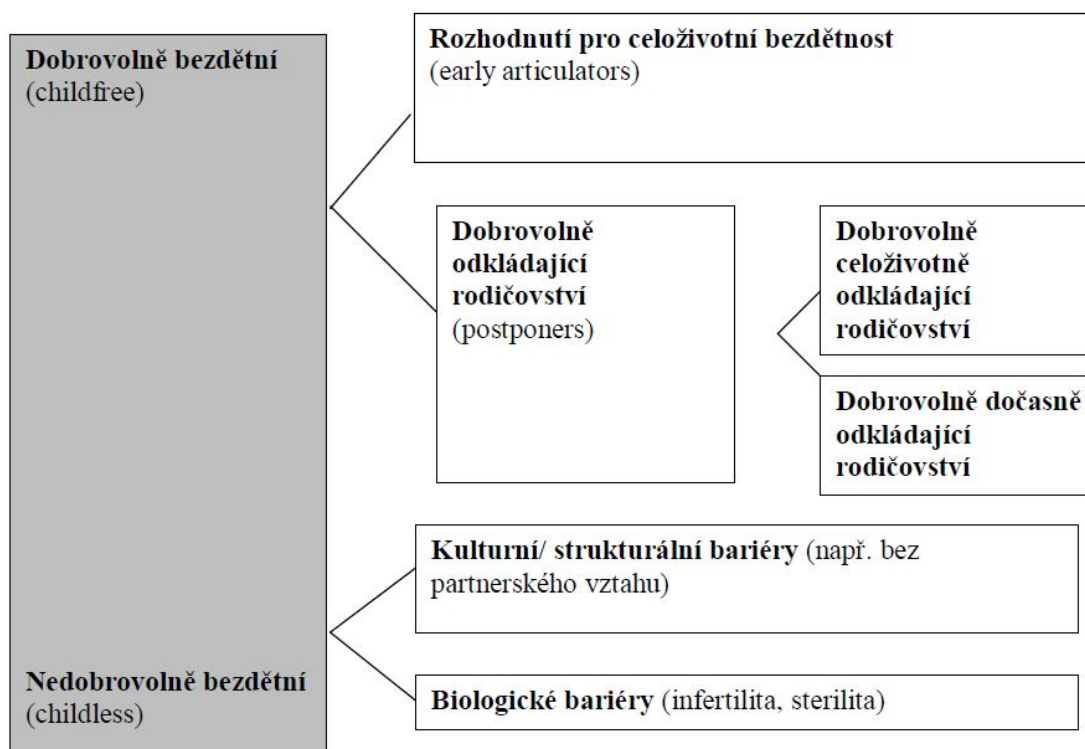 Dobrovolně bezdětní
(childfree)
Rozhodnutí pro celoživotní bezdětnost
(early articulators)
Dobrovolně
odkládající
rodičovství
(postponers)
Dobrovolně
celoživotně
odkládající
rodičovství
Dobrovolně dočasně
odkládající
rodičovství
Kulturní/ strukturální bariéry (např. bez
partnerského vztahu)
Nedobrovolně bezdětní
(childless)
Biologické bariéry (infertilita, sterilita)